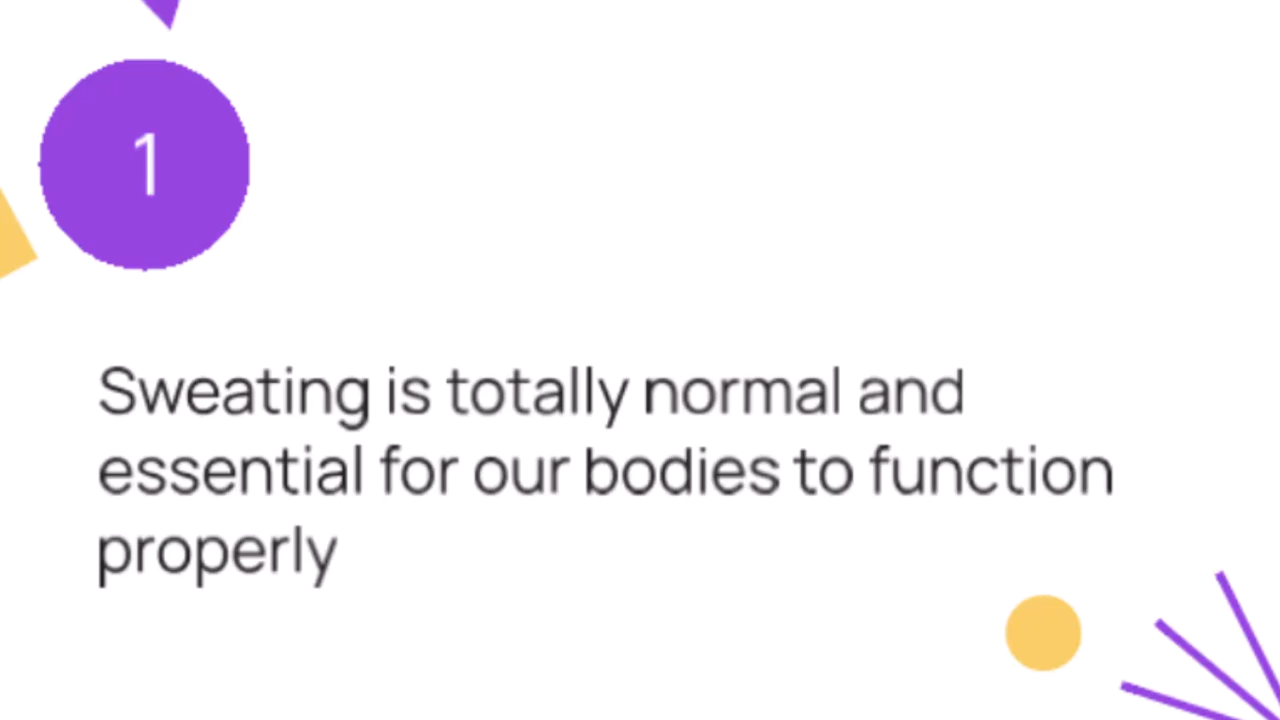 1
Sweating is totally normal and
essential for our bodies to function
properly